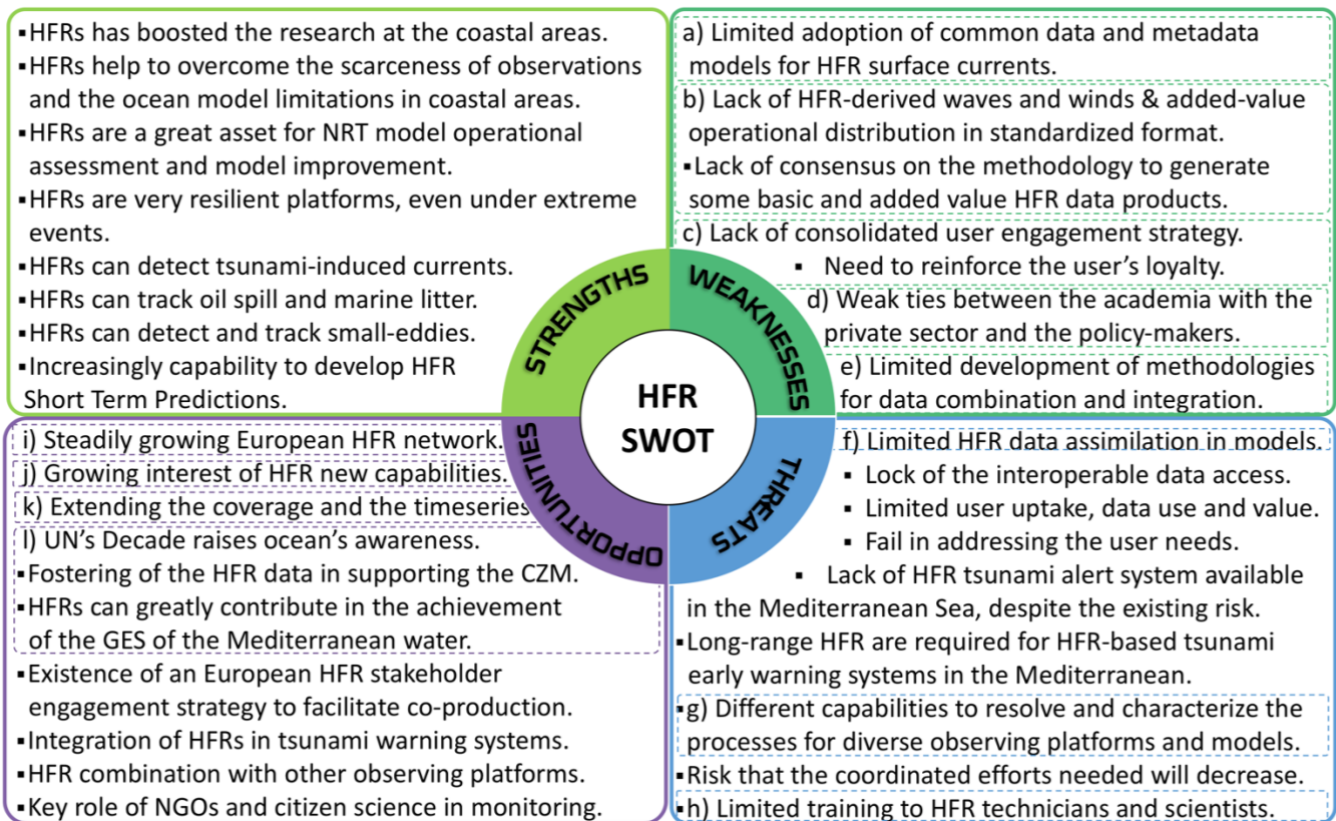 ▪HFRs has boosted the research at the coastal areas.
▪HFRs help to overcome the scarceness of observations
and the ocean model limitations in coastal areas.
▪HFRs are a great asset for NRT model operational
assessment and model improvement.
▪HFRs are very resilient platforms, even under extreme
events.
▪HFRs can detect tsunami-induced currents.
▪HFRs can track oil spill and marine litter.
▪HFRs can detect and track small-eddies.
▪Increasingly capability to develop HFR
Short Term Predictions.
a) Limited adoption of common data and metadata
models for HFR surface currents.
b) Lack of HFR-derived waves and winds & added-value
operational distribution in standardized format.
▪Lack of consensus on the methodology to generate
some basic and added value HFR data products.
c) Lack of consolidated user engagement strategy.
▪ Need to reinforce the user's loyalty.
d) Weak ties between the academia with the
private sector and the policy-makers.
e) Limited development of methodologies
for data combination and integration.
STRENGTHS
WEAKNESSES
HFR
SWOT
OPPORTUNITIES
THREATS
i) Steadily growing European HFR network.
j) Growing interest of HFR new capabilities.
k) Extending the coverage and the timeseries
l) UN's Decade raises ocean's awareness.
▪Fostering of the HFR data in supporting the CZM.
▪HFRs can greatly contribute in the achievement
of the GES of the Mediterranean water.
▪Existence of an European HFR stakeholder
engagement strategy to facilitate co-production.
▪Integration of HFRs in tsunami warning systems.
▪HFR combination with other observing platforms.
▪Key role of NGOs and citizen science in monitoring.
f) Limited HFR data assimilation in models.
▪ Lock of the interoperable data access.
▪ Limited user uptake, data use and value.
▪ Fail in addressing the user needs.
▪ Lack of HFR tsunami alert system available
in the Mediterranean Sea, despite the existing risk.
▪Long-range HFR are required for HFR-based tsunami
early warning systems in the Mediterranean.
▪g) Different capabilities to resolve and characterize the
processes for diverse observing platforms and models.
▪Risk that the coordinated efforts needed will decrease.
▪h) Limited training to HFR technicians and scientists.